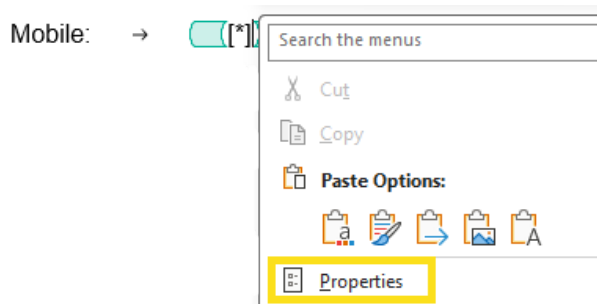 Mobile: → [*]
Search the menus
Cut
Copy
Paste Options:
a A
Properties